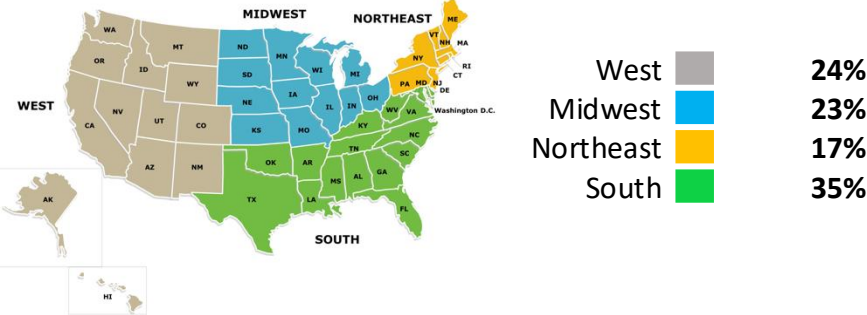 MIDWEST
NORTHEAST
WEST
SOUTH
WA
OR
ID
MT
WY
NV
UT
CO
CA
AZ
NM
AK
HI
ND
SD
NE
KS
MN
IA
MO
WI
IL
MI
IN
OH
ME
VT
NH
MA
NY
RI
CT
PA
NJ
MD
DE
Washington D.C.
WV
VA
KY
NC
TN
SC
OK
AR
TX
LA
MS
AL
GA
FL
West 24%
Midwest 23%
Northeast 17%
South 35%